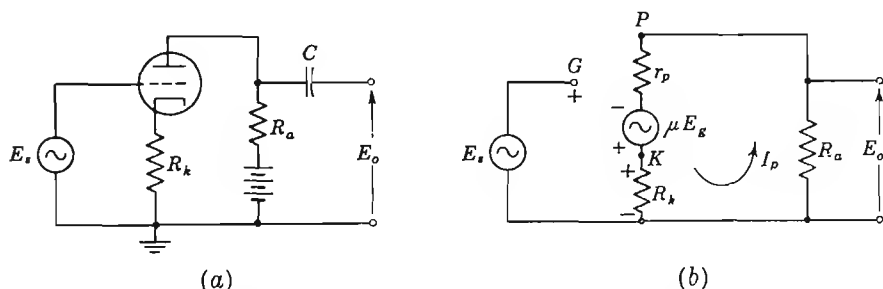 C
E_s
R_k
R_a
E_o
(a)
P
G
+
r_p
−
μE_g
+
K
+
R_k
−
E_s
I_p
R_a
E_o
(b)